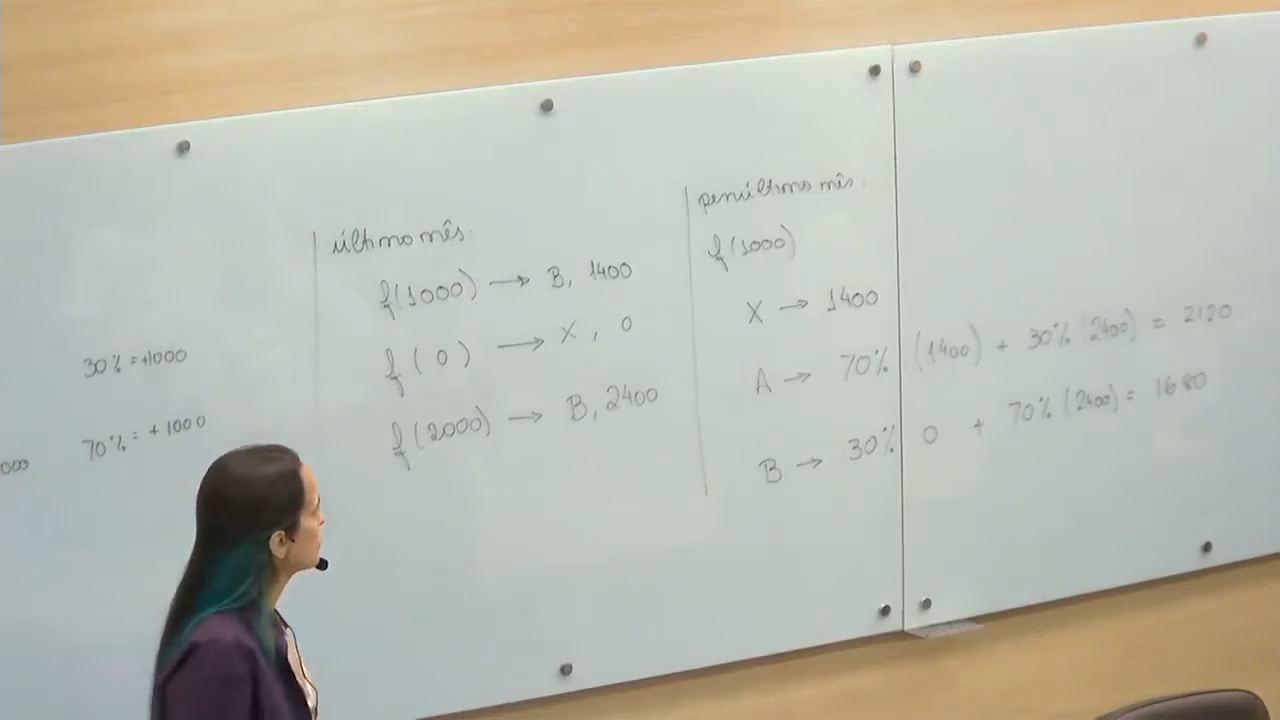 30% = +1000
70% = +1000
000
último mês:
f(1000) → B, 1400
f(0) → X, 0
f(2000) → B, 2400
penúltimo mês:
f(1000)
X → 1400
A → 70% (1400) + 30% (2400) = 2120
B → 30% 0 + 70% (2400) = 1680